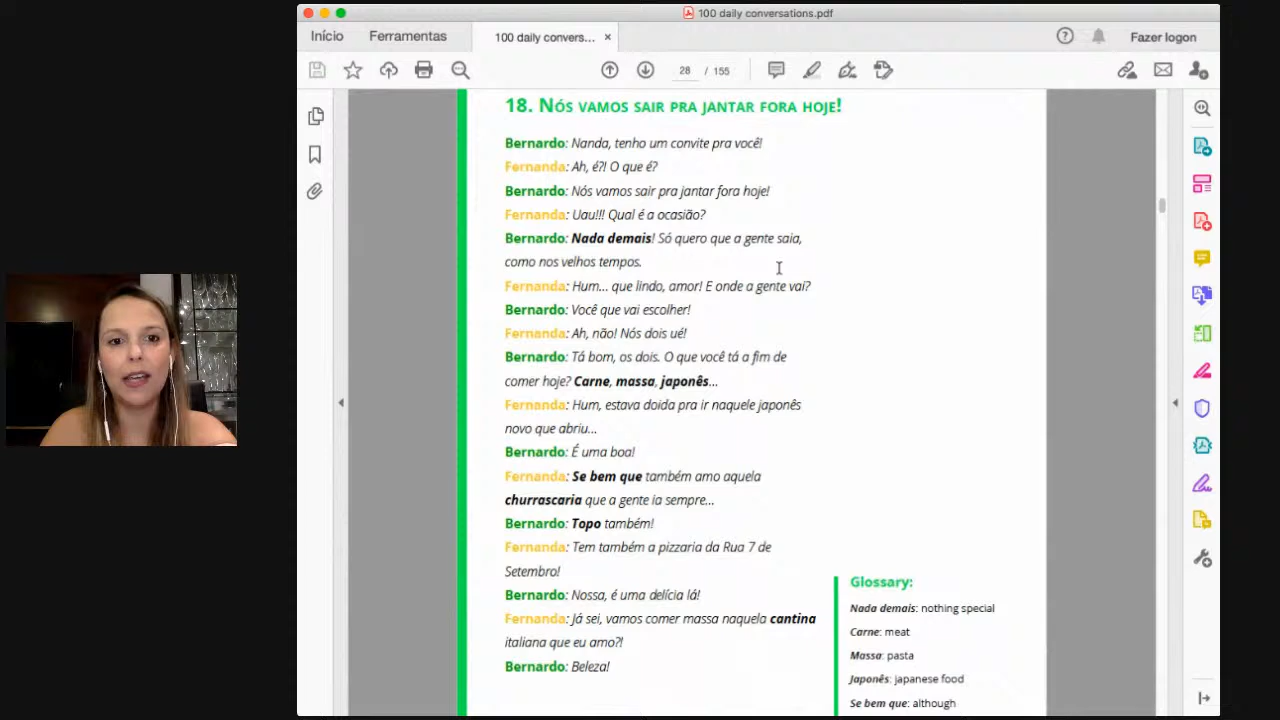 100 daily conversations.pdf
Início
Ferramentas
100 daily convers...
Fazer logon
28 / 155
18. Nós vamos sair pra jantar fora hoje!
Bernardo: Nanda, tenho um convite pra você!
Fernanda: Ah, é?! O que é?
Bernardo: Nós vamos sair pra jantar fora hoje!
Fernanda: Uau!!! Qual é a ocasião?
Bernardo: Nada demais! Só quero que a gente saia,
como nos velhos tempos.
Fernanda: Hum... que lindo, amor! E onde a gente vai?
Bernardo: Você que vai escolher!
Fernanda: Ah, não! Nós dois ué!
Bernardo: Tá bom, os dois. O que você tá a fim de
comer hoje? Carne, massa, japonês...
Fernanda: Hum, estava doida pra ir naquele japonês
novo que abriu...
Bernardo: É uma boa!
Fernanda: Se bem que também amo aquela
churrascaria que a gente ia sempre...
Bernardo: Topo também!
Fernanda: Tem também a pizzaria da Rua 7 de
Setembro!
Bernardo: Nossa, é uma delícia lá!
Fernanda: Já sei, vamos comer massa naquela cantina
italiana que eu amo?!
Bernardo: Beleza!
Glossary:
Nada demais: nothing special
Carne: meat
Massa: pasta
Japonês: japanese food
Se bem que: although